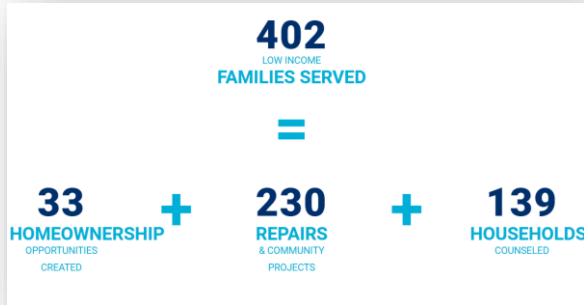 402
LOW INCOME
FAMILIES SERVED
=
33 + 230 + 139
HOMEOWNERSHIP REPAIRS HOUSEHOLDS
OPPORTUNITIES & COMMUNITY COUNSELED
CREATED PROJECTS